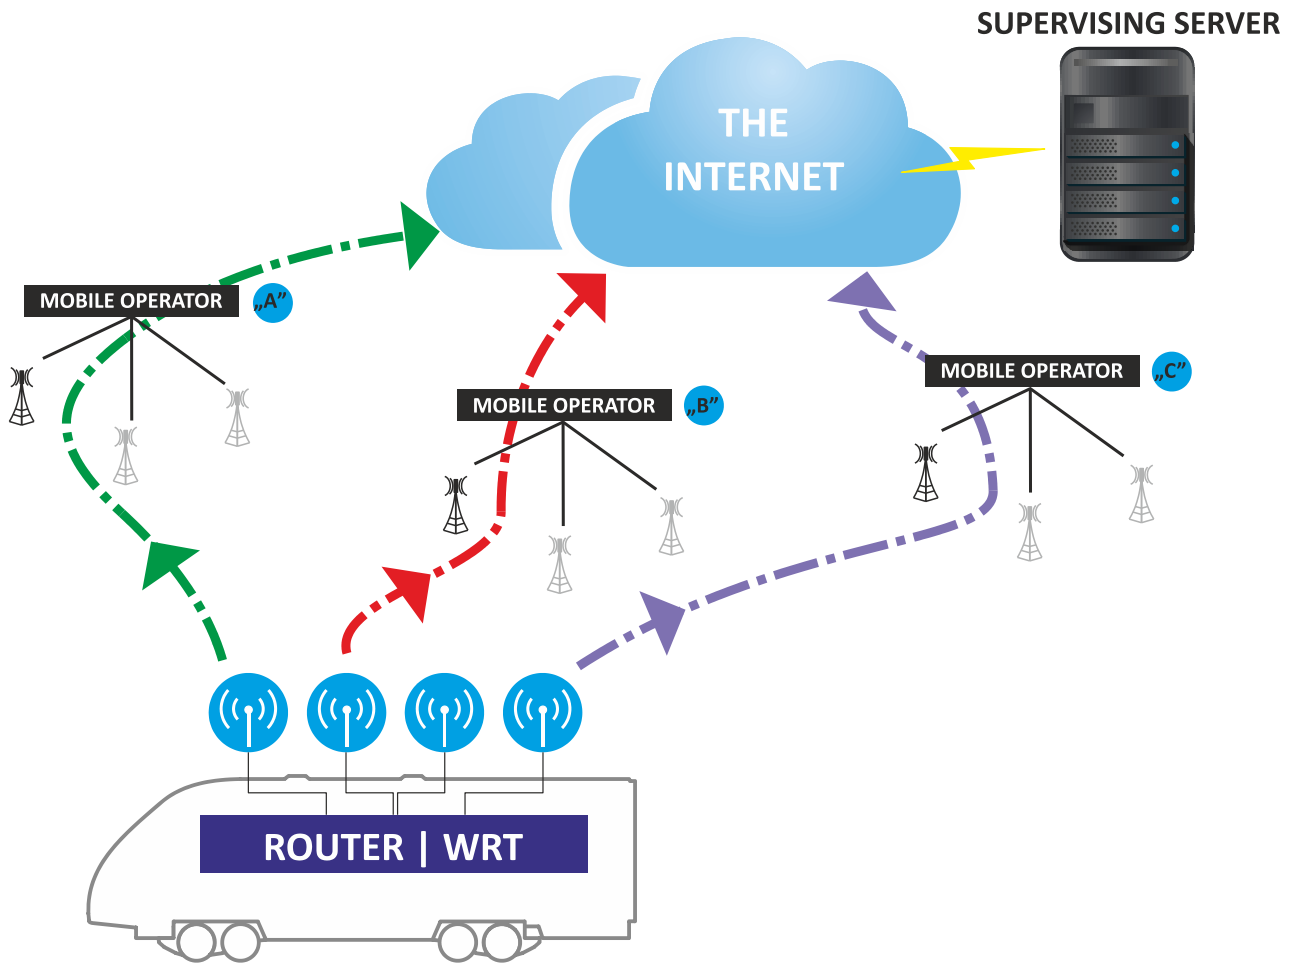 SUPERVISING SERVER
THE
INTERNET
MOBILE OPERATOR „A”
MOBILE OPERATOR „C”
MOBILE OPERATOR „B”
ROUTER | WRT